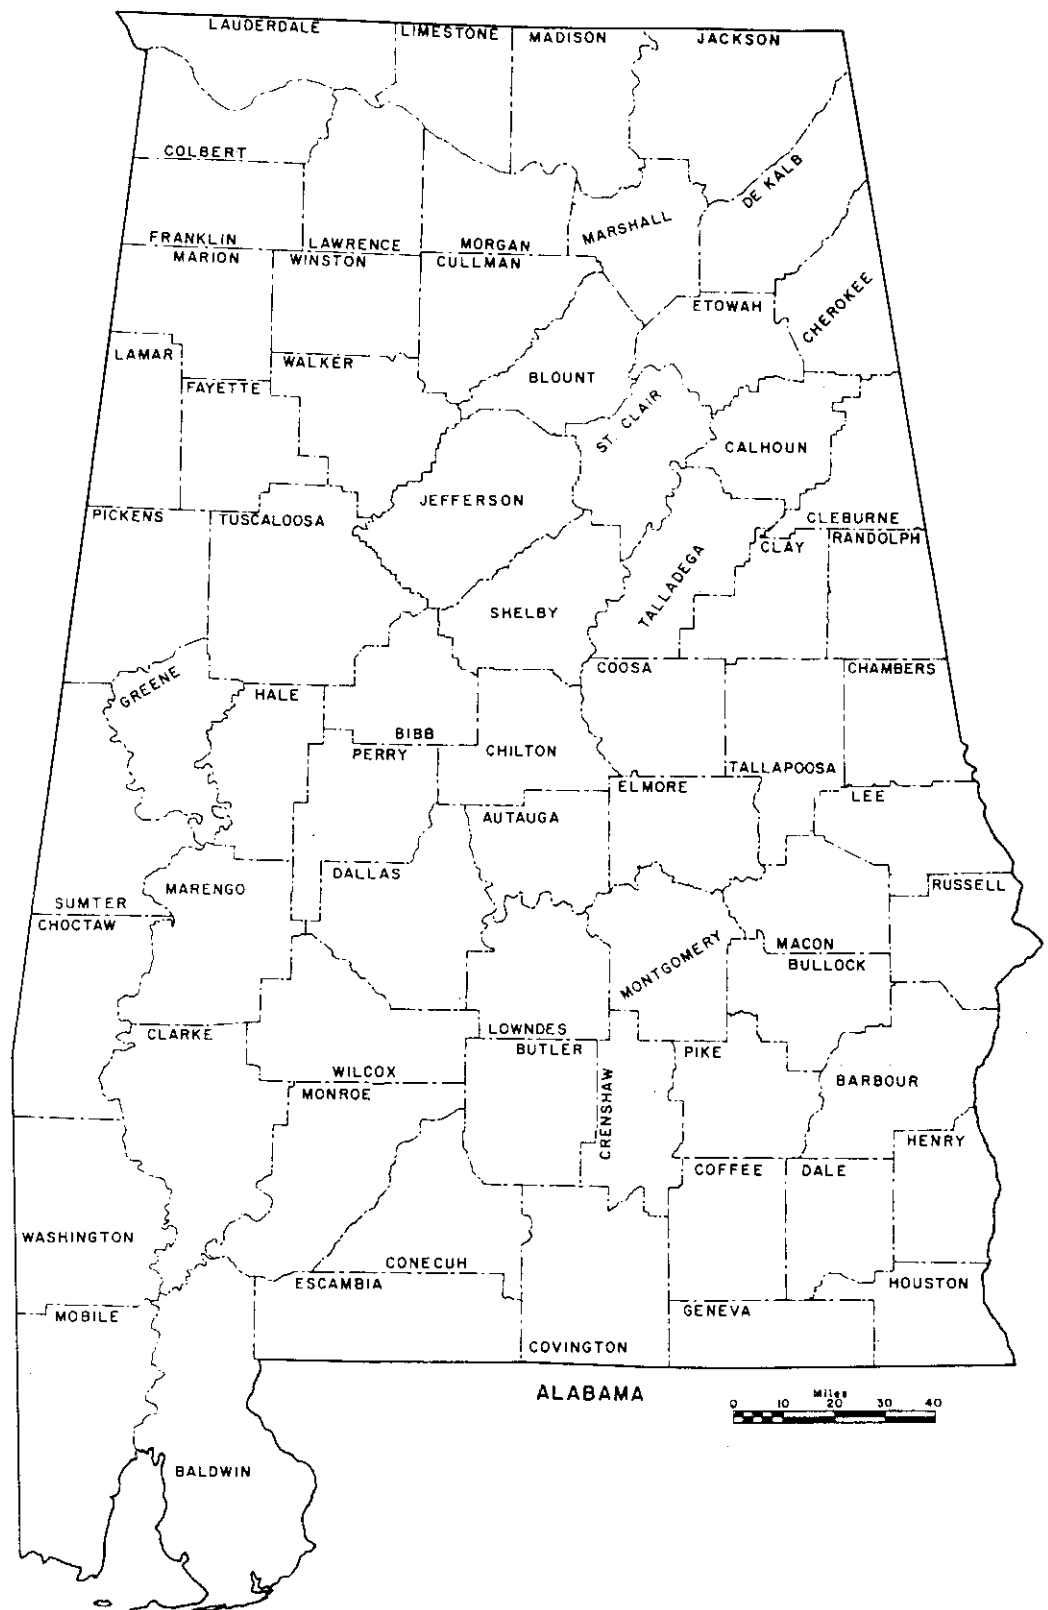 LAUDERDALE
LIMESTONE
MADISON
JACKSON
COLBERT
DE KALB
MARSHALL
FRANKLIN
LAWRENCE
MORGAN
MARION
WINSTON
CULLMAN
CHEROKEE
ETOWAH
LAMAR
WALKER
BLOUNT
FAYETTE
ST. CLAIR
CALHOUN
JEFFERSON
PICKENS
TUSCALOOSA
CLEBURNE
CLAY
RANDOLPH
TALLADEGA
SHELBY
COOSA
CHAMBERS
GREENE
HALE
BIBB
PERRY
CHILTON
TALLAPOOSA
ELMORE
LEE
AUTAUGA
DALLAS
MARENGO
RUSSELL
SUMTER
CHOCTAW
MACON
BULLOCK
MONTGOMERY
CLARKE
LOWNDES
BUTLER
PIKE
WILCOX
MONROE
CRENSHAW
BARBOUR
HENRY
COFFEE
DALE
WASHINGTON
CONECUH
ESCAMBIA
HOUSTON
MOBILE
GENEVA
COVINGTON
ALABAMA
Miles
0 10 20 30 40
BALDWIN